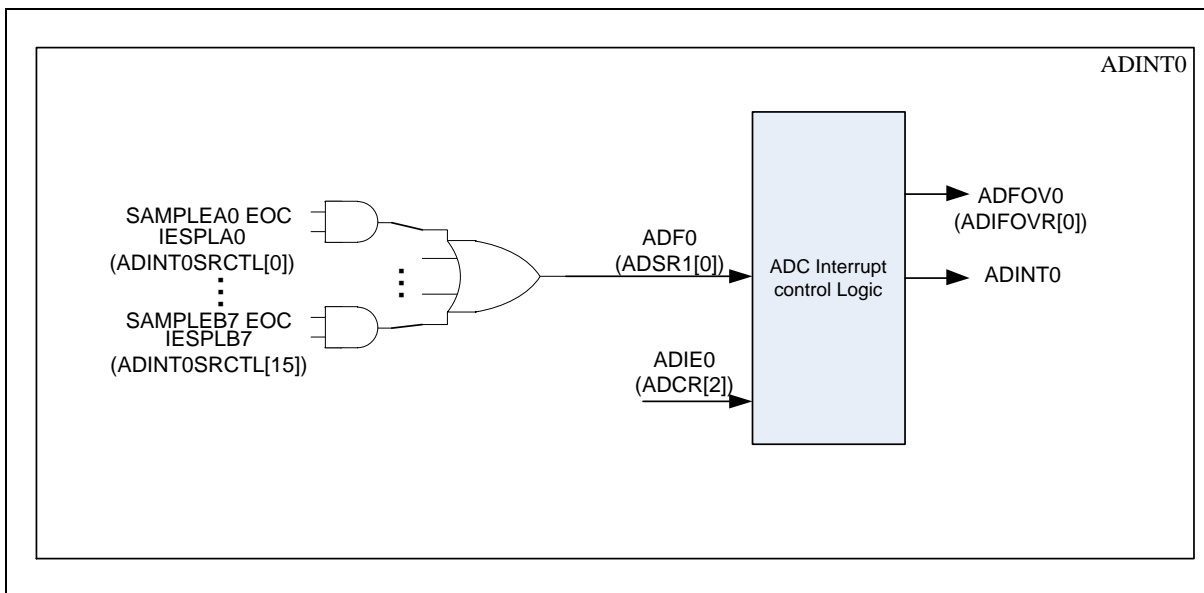 ADINT0
SAMPLEA0 EOC
IESPLA0
(ADINT0SRCTL[0])
SAMPLEB7 EOC
IESPLB7
(ADINT0SRCTL[15])
ADF0
(ADSR1[0])
ADIE0
(ADCR[2])
ADC Interrupt
control Logic
ADFOV0
(ADIFOVR[0])
ADINT0